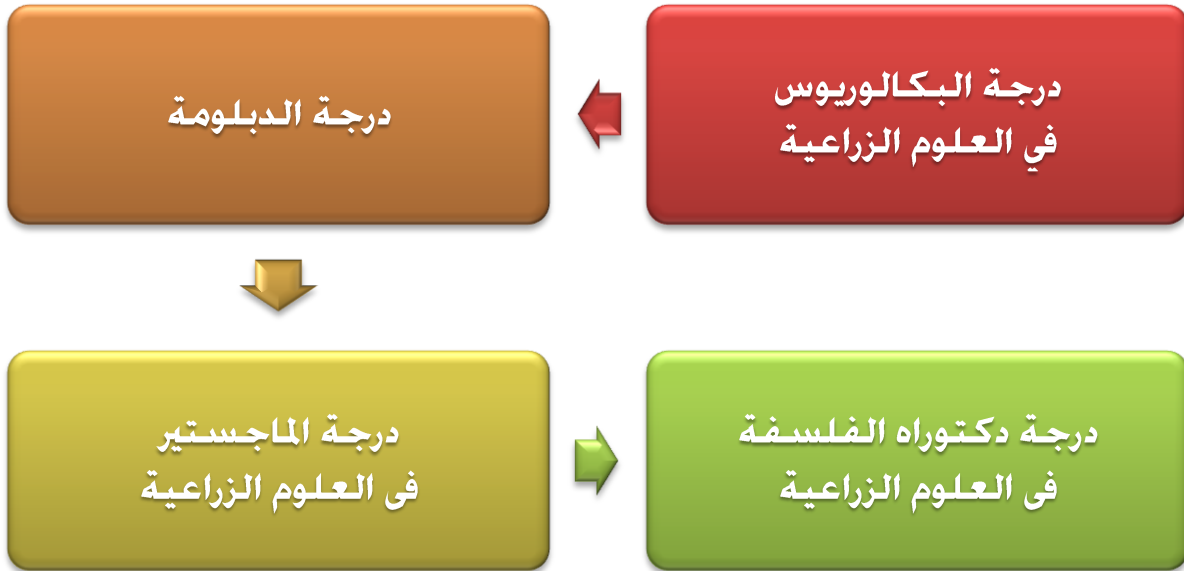 درجة البكالوريوس
في العلوم الزراعية
درجة الدبلومة
درجة الماجستير
فى العلوم الزراعية
درجة دكتوراه الفلسفة
فى العلوم الزراعية